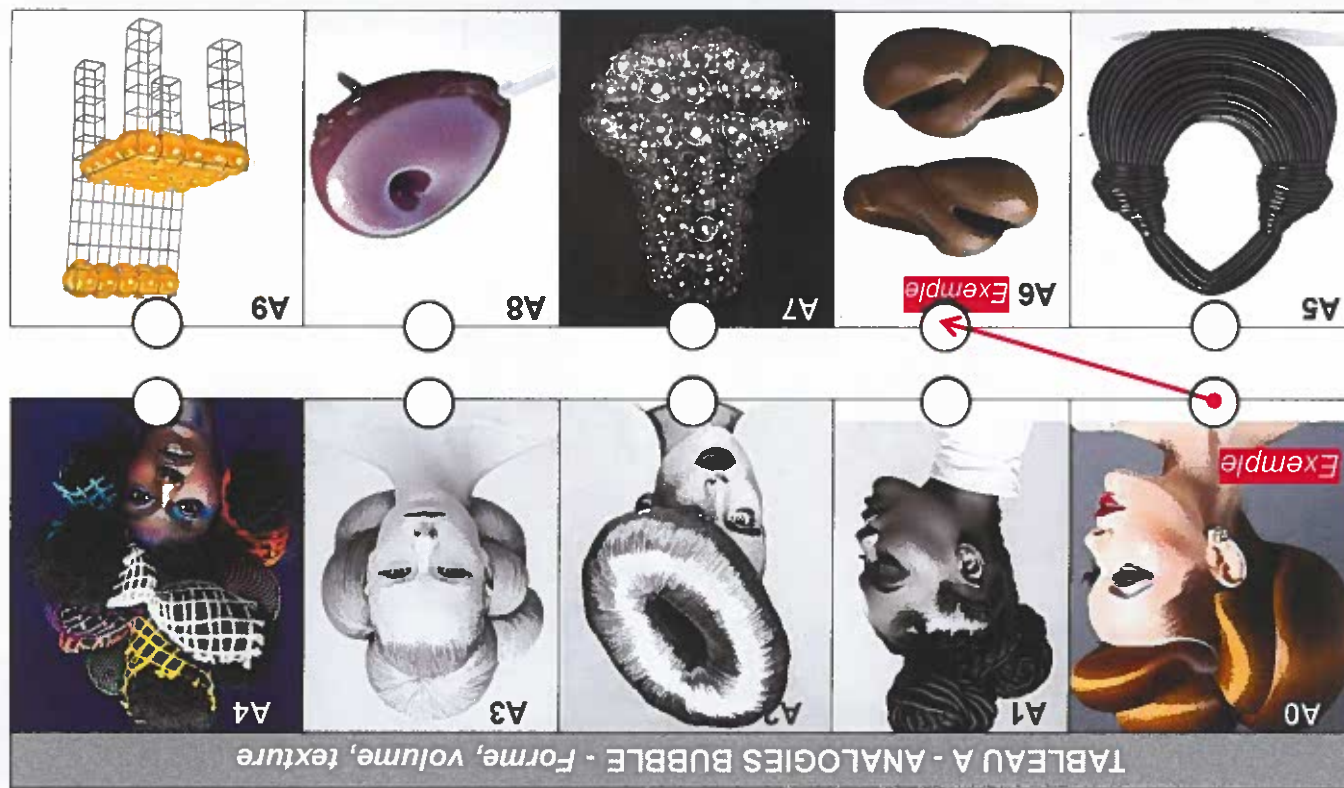 TABLEAU A - ANALOGIES BUBBLE - Forme, volume, texture
A0
Exemple
A1
A2
A3
A4
A5
A6 Exemple
A7
A8
A9